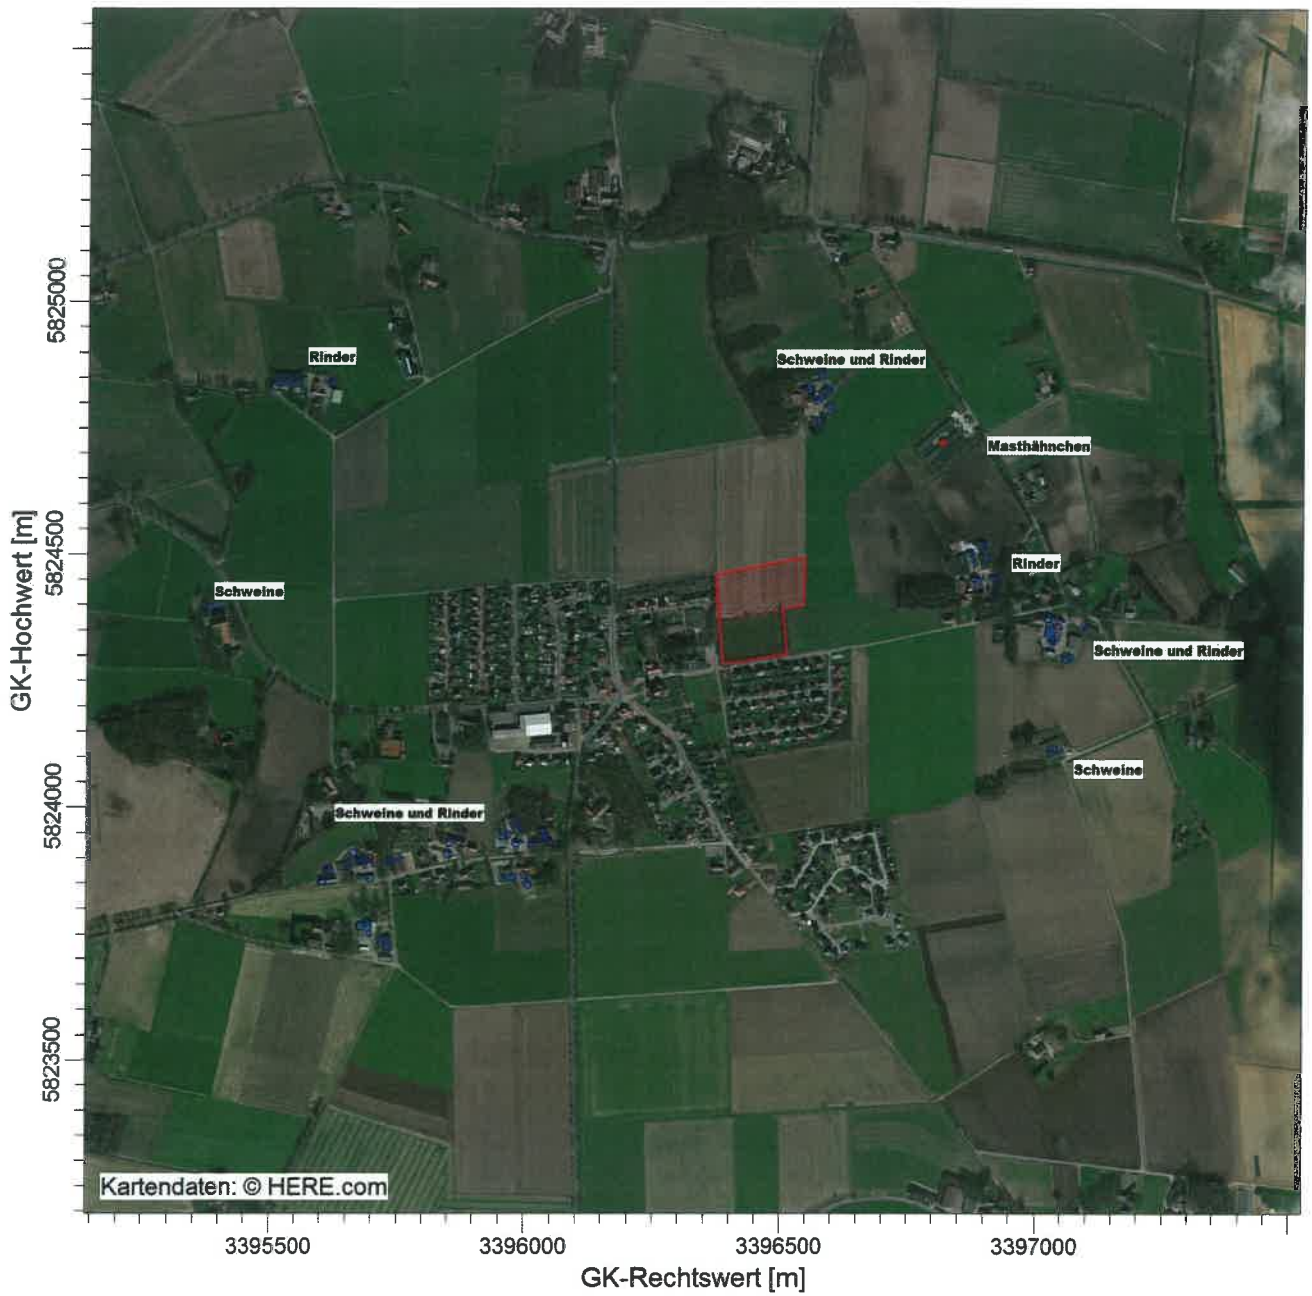 5825000
Rinder
Schweine und Rinder
Masthähnchen
GK-Hochwert [m]
5824500
Rinder
Schweine
Schweine und Rinder
Schweine
5824000
Schweine und Rinder
5823500
Kartendaten: © HERE.com
3395500
3396000
3396500
3397000
GK-Rechtswert [m]